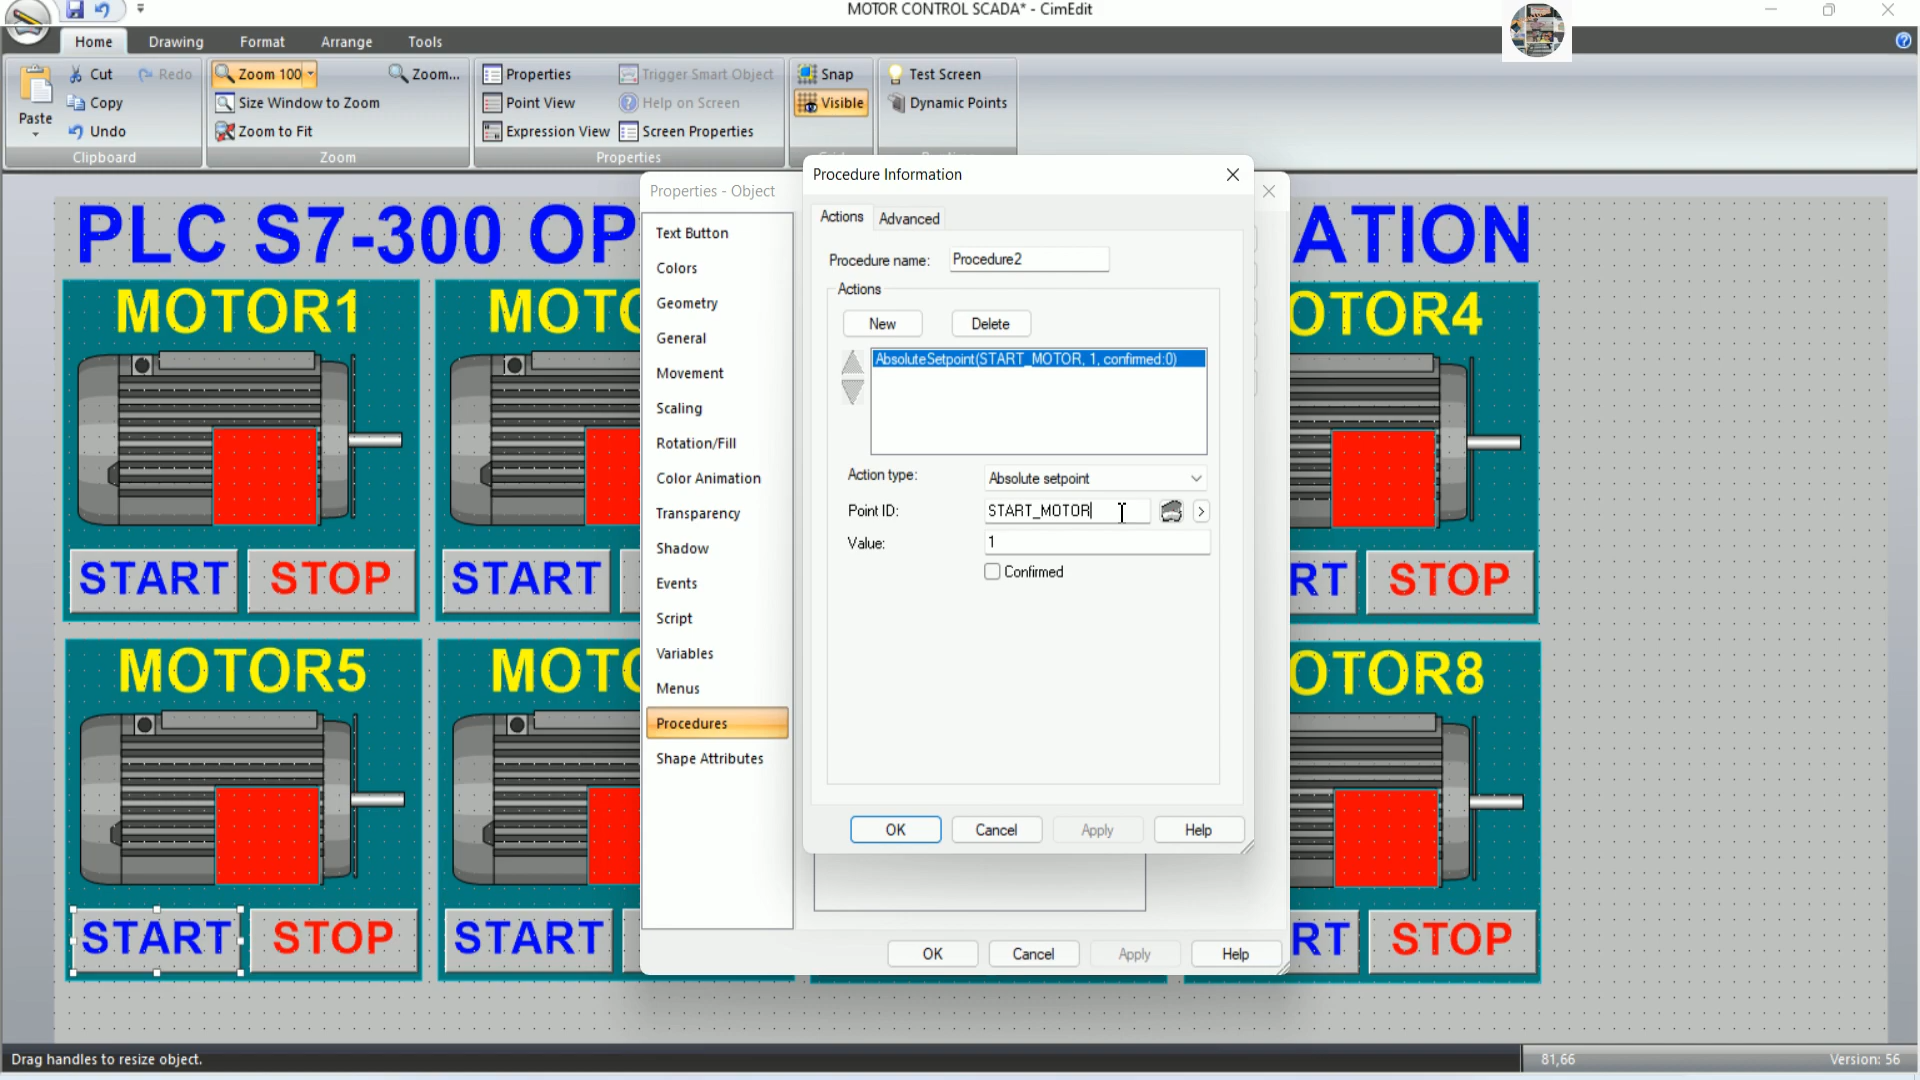 MOTOR CONTROL SCADA* - CimEdit
Home Drawing Format Arrange Tools
Paste
Cut
Copy
Undo
Redo
Clipboard
Zoom 100
Size Window to Zoom
Zoom to Fit
Zoom...
Zoom
Properties
Point View
Expression View
Trigger Smart Object
Help on Screen
Screen Properties
Properties
Snap
Visible
Test Screen
Dynamic Points
PLC S7-300 OP
ATION
MOTOR1
MOTO
OTOR4
START STOP
START
RT STOP
MOTOR5
MOTO
OTOR8
START STOP
START
RT STOP
Properties - Object
Text Button
Colors
Geometry
General
Movement
Scaling
Rotation/Fill
Color Animation
Transparency
Shadow
Events
Script
Variables
Menus
Procedures
Shape Attributes
OK Cancel Apply Help
Procedure Information
Actions Advanced
Procedure name: Procedure2
Actions
New Delete
AbsoluteSetpoint(START_MOTOR, 1, confirmed:0)
Action type: Absolute setpoint
Point ID: START_MOTOR
Value: 1
Confirmed
OK Cancel Apply Help
Drag handles to resize object.
81,66
Version: 56